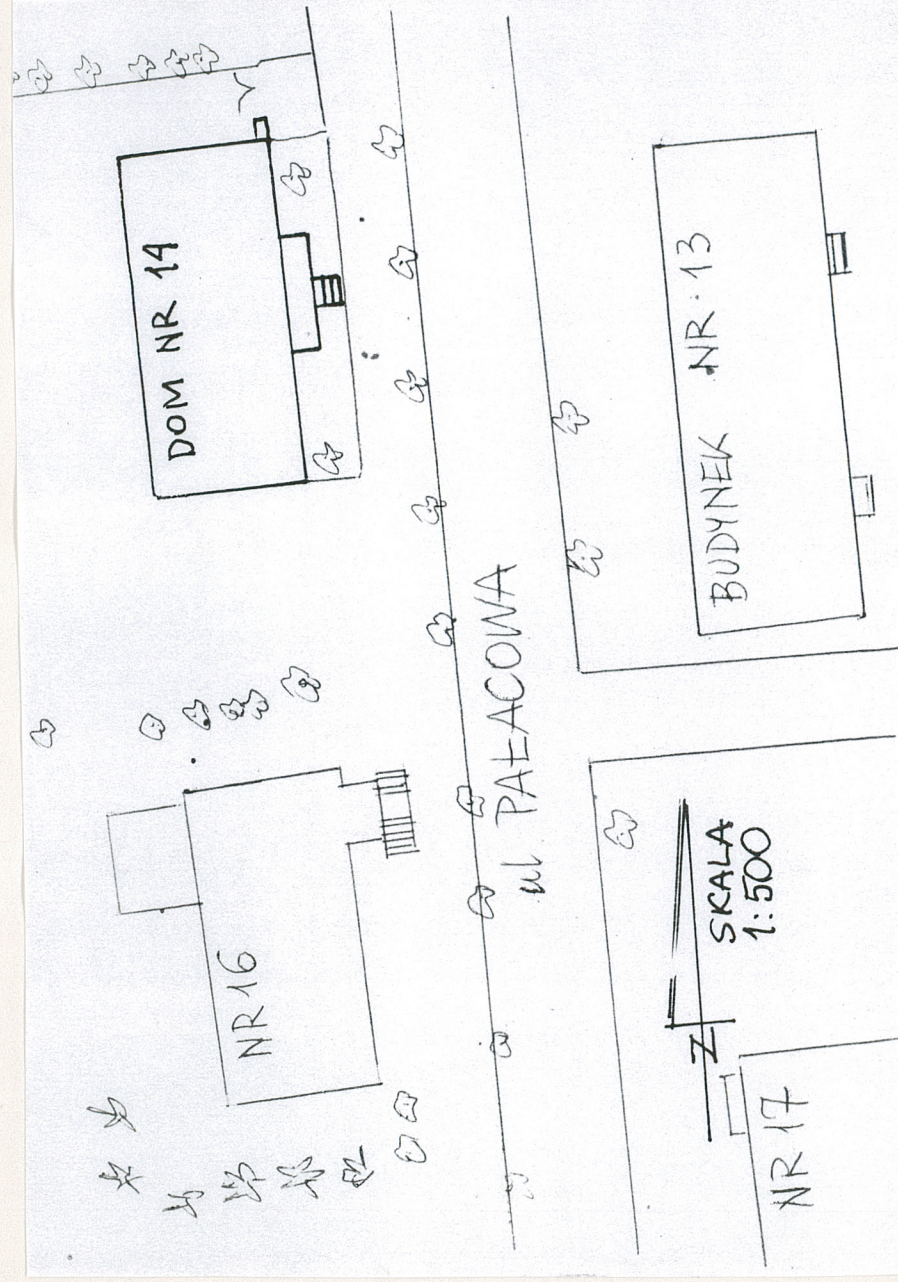 DOM NR 14
BUDYNEK NR 13
ul. PAŁACOWA
NR 16
SKALA
1:500
N
NR 17